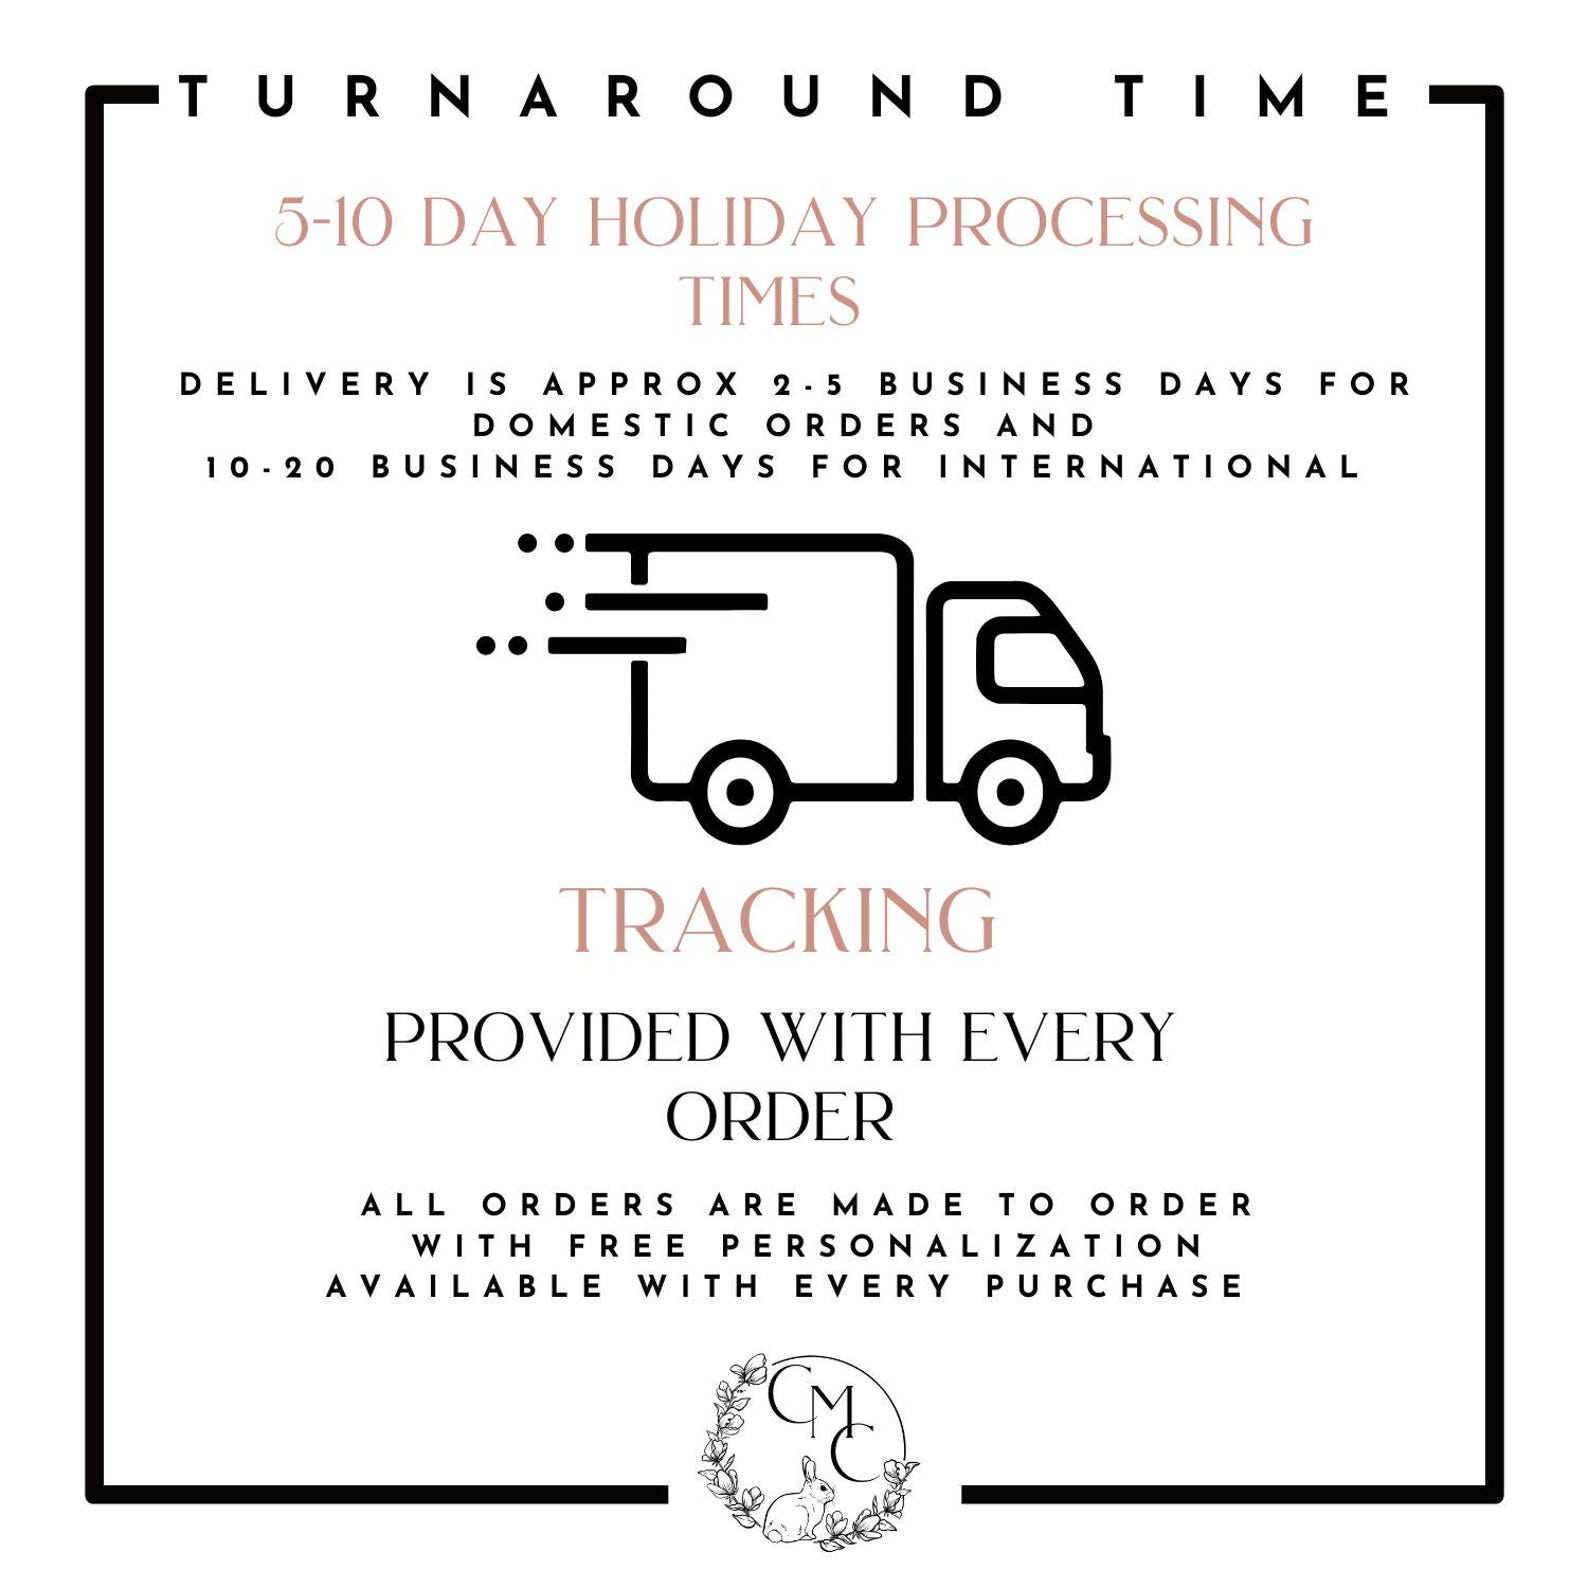 TURNAROUND TIME
5-10 DAY HOLIDAY PROCESSING
TIMES
DELIVERY IS APPROX 2-5 BUSINESS DAYS FOR
DOMESTIC ORDERS AND
10-20 BUSINESS DAYS FOR INTERNATIONAL
TRACKING
PROVIDED WITH EVERY
ORDER
ALL ORDERS ARE MADE TO ORDER
WITH FREE PERSONALIZATION
AVAILABLE WITH EVERY PURCHASE
CMC